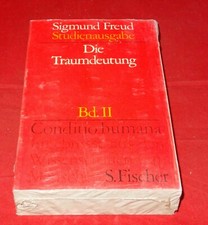 Sigmund Freud
Studienausgabe
Die
Traumdeutung
Bd.II
Conditio humana
S.Fischer